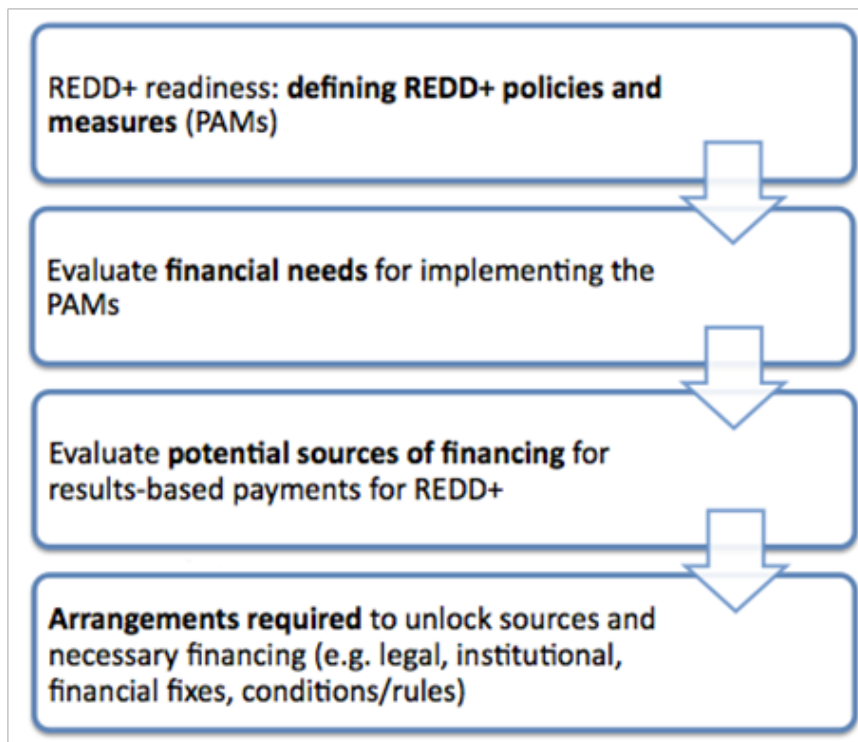 REDD+ readiness: defining REDD+ policies and
measures (PAMs)
Evaluate financial needs for implementing the
PAMs
Evaluate potential sources of financing for
results-based payments for REDD+
Arrangements required to unlock sources and
necessary financing (e.g. legal, institutional,
financial fixes, conditions/rules)